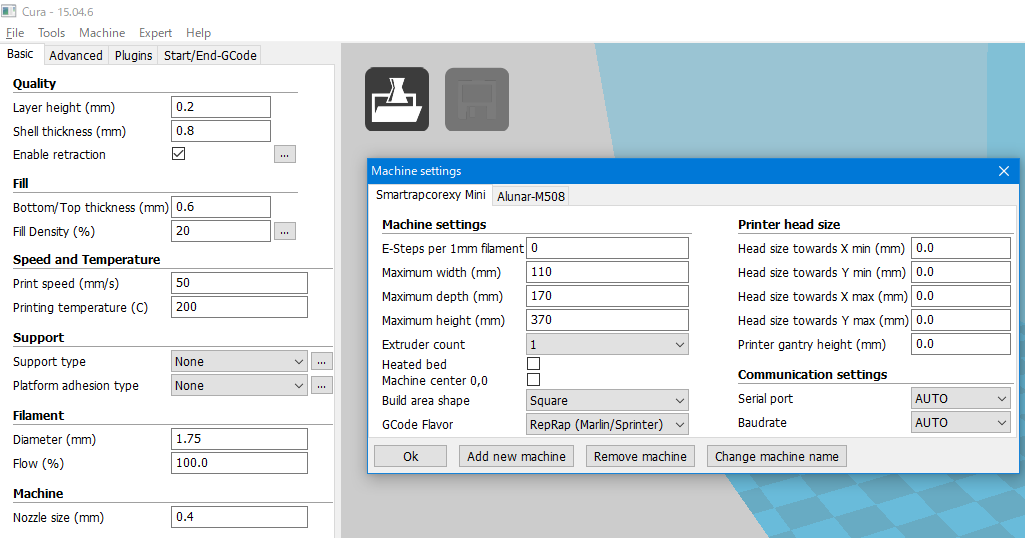 Cura - 15.04.6
File Tools Machine Expert Help
Basic Advanced Plugins Start/End-GCode
Quality
Layer height (mm) 0.2
Shell thickness (mm) 0.8
Enable retraction ...
Fill
Bottom/Top thickness (mm) 0.6
Fill Density (%) 20 ...
Speed and Temperature
Print speed (mm/s) 50
Printing temperature (C) 200
Support
Support type None ...
Platform adhesion type None ...
Filament
Diameter (mm) 1.75
Flow (%) 100.0
Machine
Nozzle size (mm) 0.4
Machine settings
Smartrapcorexy Mini Alunar-M508
Machine settings
E-Steps per 1mm filament 0
Maximum width (mm) 110
Maximum depth (mm) 170
Maximum height (mm) 370
Extruder count 1
Heated bed
Machine center 0,0
Build area shape Square
GCode Flavor RepRap (Marlin/Sprinter)
Printer head size
Head size towards X min (mm) 0.0
Head size towards Y min (mm) 0.0
Head size towards X max (mm) 0.0
Head size towards Y max (mm) 0.0
Printer gantry height (mm) 0.0
Communication settings
Serial port AUTO
Baudrate AUTO
Ok Add new machine Remove machine Change machine name